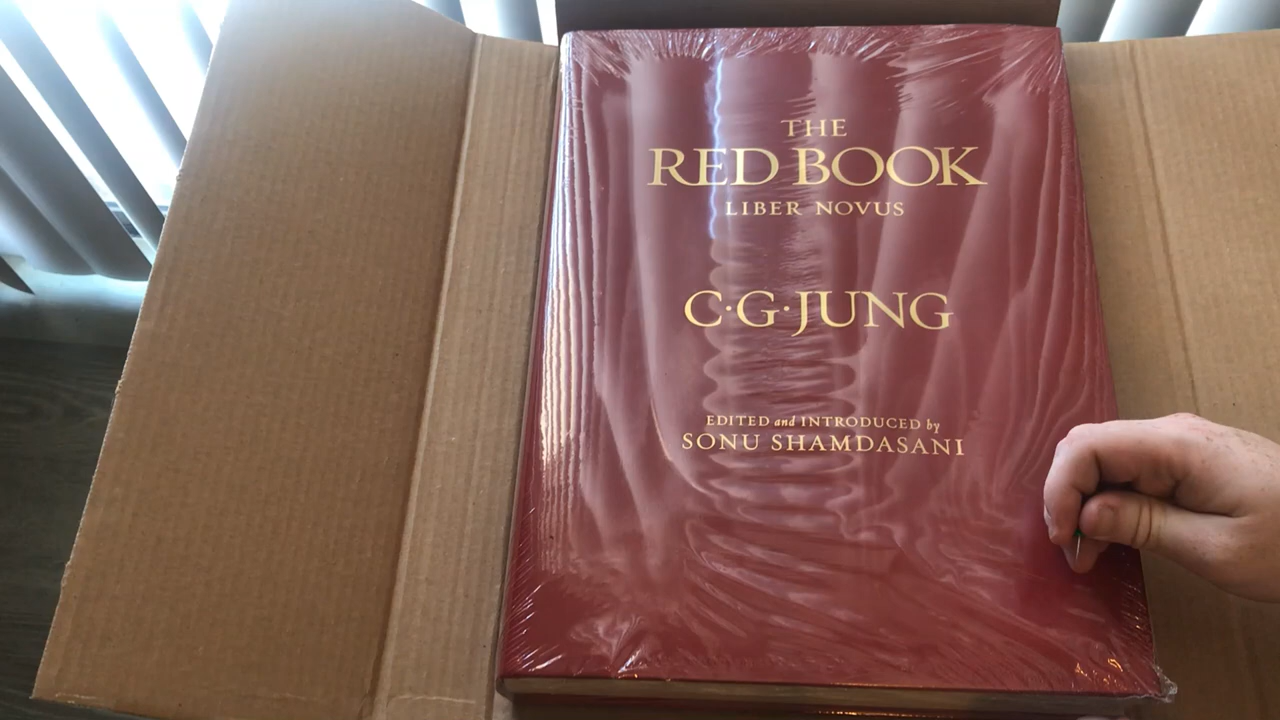 THE
RED BOOK
LIBER NOVUS
C·G·JUNG
EDITED and INTRODUCED by
SONU SHAMDASANI